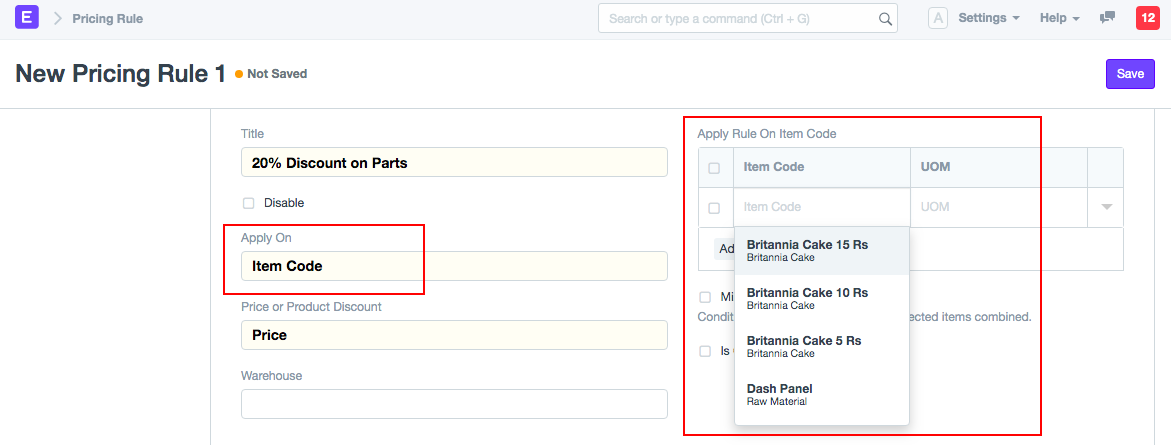 E
Pricing Rule
Search or type a command (Ctrl + G)
A
Settings
Help
12
New Pricing Rule 1
Not Saved
Save
Title
20% Discount on Parts
Disable
Apply On
Item Code
Price or Product Discount
Price
Warehouse
Apply Rule On Item Code
Item Code UOM
Item Code UOM
Ad
Britannia Cake 15 Rs
Britannia Cake
Britannia Cake 10 Rs
Britannia Cake
Britannia Cake 5 Rs
Britannia Cake
Dash Panel
Raw Material
Mi
Condit ected items combined.
Is